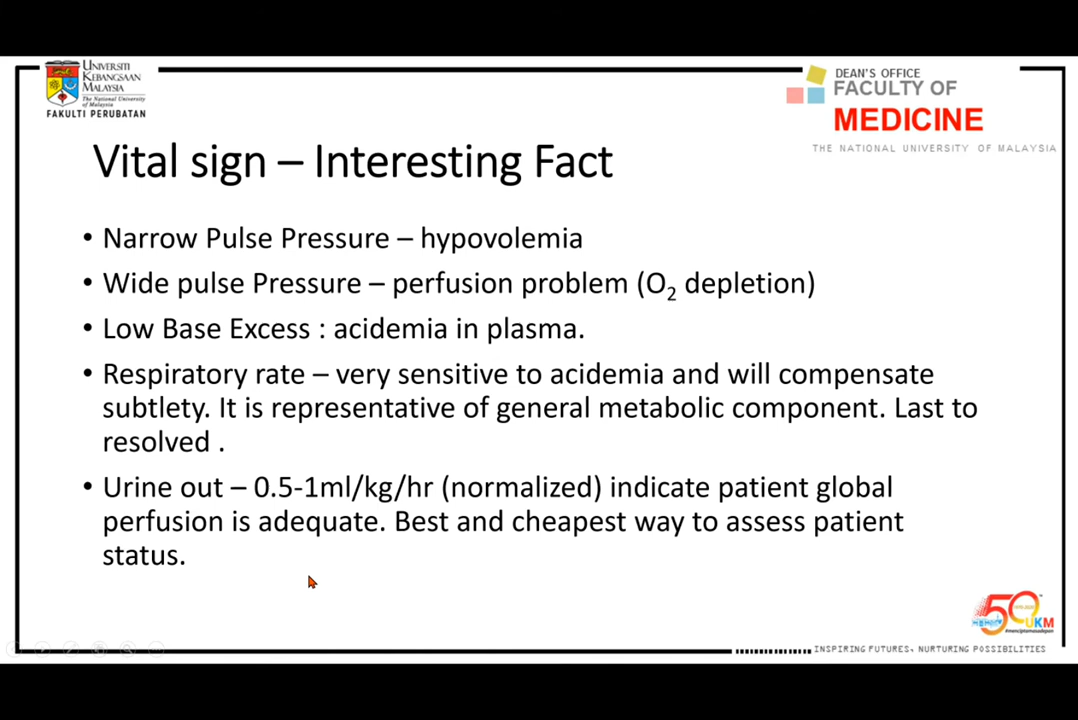 UNIVERSITI
KEBANGSAAN
MALAYSIA
The National University
of Malaysia
FAKULTI PERUBATAN
DEAN'S OFFICE
FACULTY OF
MEDICINE
THE NATIONAL UNIVERSITY OF MALAYSIA
Vital sign – Interesting Fact
• Narrow Pulse Pressure – hypovolemia
• Wide pulse Pressure – perfusion problem (O₂ depletion)
• Low Base Excess : acidemia in plasma.
• Respiratory rate – very sensitive to acidemia and will compensate
subtlety. It is representative of general metabolic component. Last to
resolved .
• Urine out – 0.5-1ml/kg/hr (normalized) indicate patient global
perfusion is adequate. Best and cheapest way to assess patient
status.
50
UKM
INSPIRING FUTURES, NURTURING POSSIBILITIES